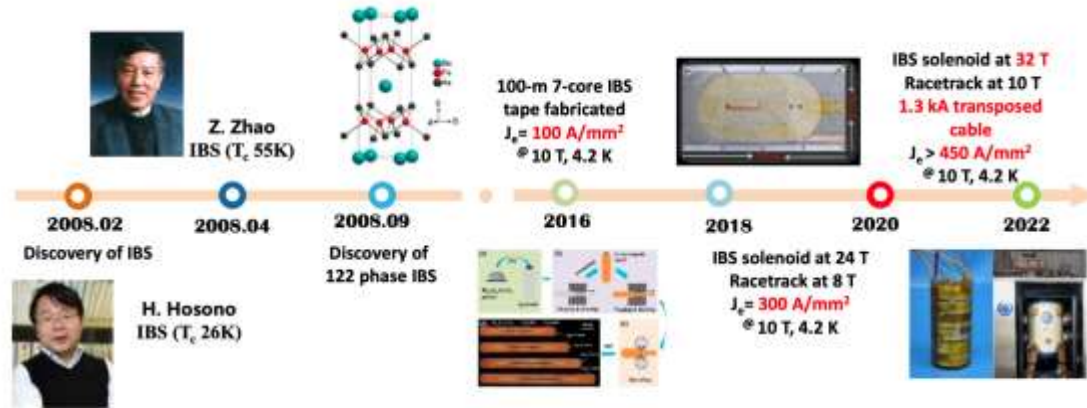 Z. Zhao
IBS (Tc 55K)
100-m 7-core IBS
tape fabricated
Je= 100 A/mm²
@ 10 T, 4.2 K
IBS solenoid at 32 T
Racetrack at 10 T
1.3 kA transposed
cable
Je > 450 A/mm²
@ 10 T, 4.2 K
2008.02
2008.04
2008.09
2016
2018
2020
2022
Discovery of IBS
Discovery of
122 phase IBS
IBS solenoid at 24 T
Racetrack at 8 T
Je= 300 A/mm²
@ 10 T, 4.2 K
H. Hosono
IBS (Tc 26K)